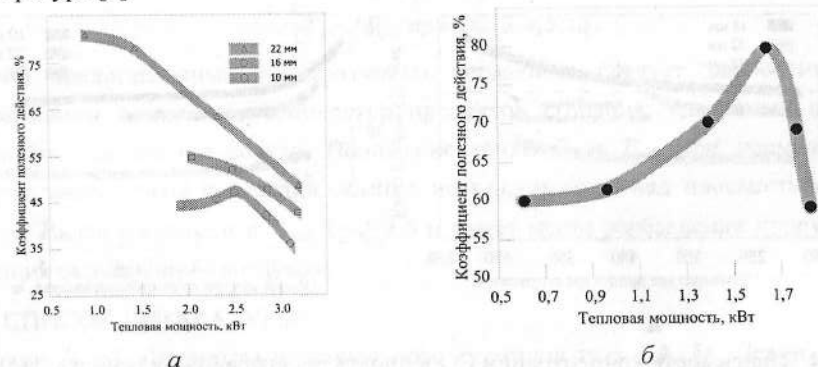 Коэффициент полезного действия, %
75
65
55
45
35
25
0.5 1.0 1.5 2.0 2.5 3.0
Тепловая мощность, кВт
22 мм
16 мм
10 мм
а
Коэффициент полезного действия, %
80
75
70
65
60
55
50
0,5 0,7 0,96 1,1 1,3 1,5 1,7
Тепловая мощность, кВт
б